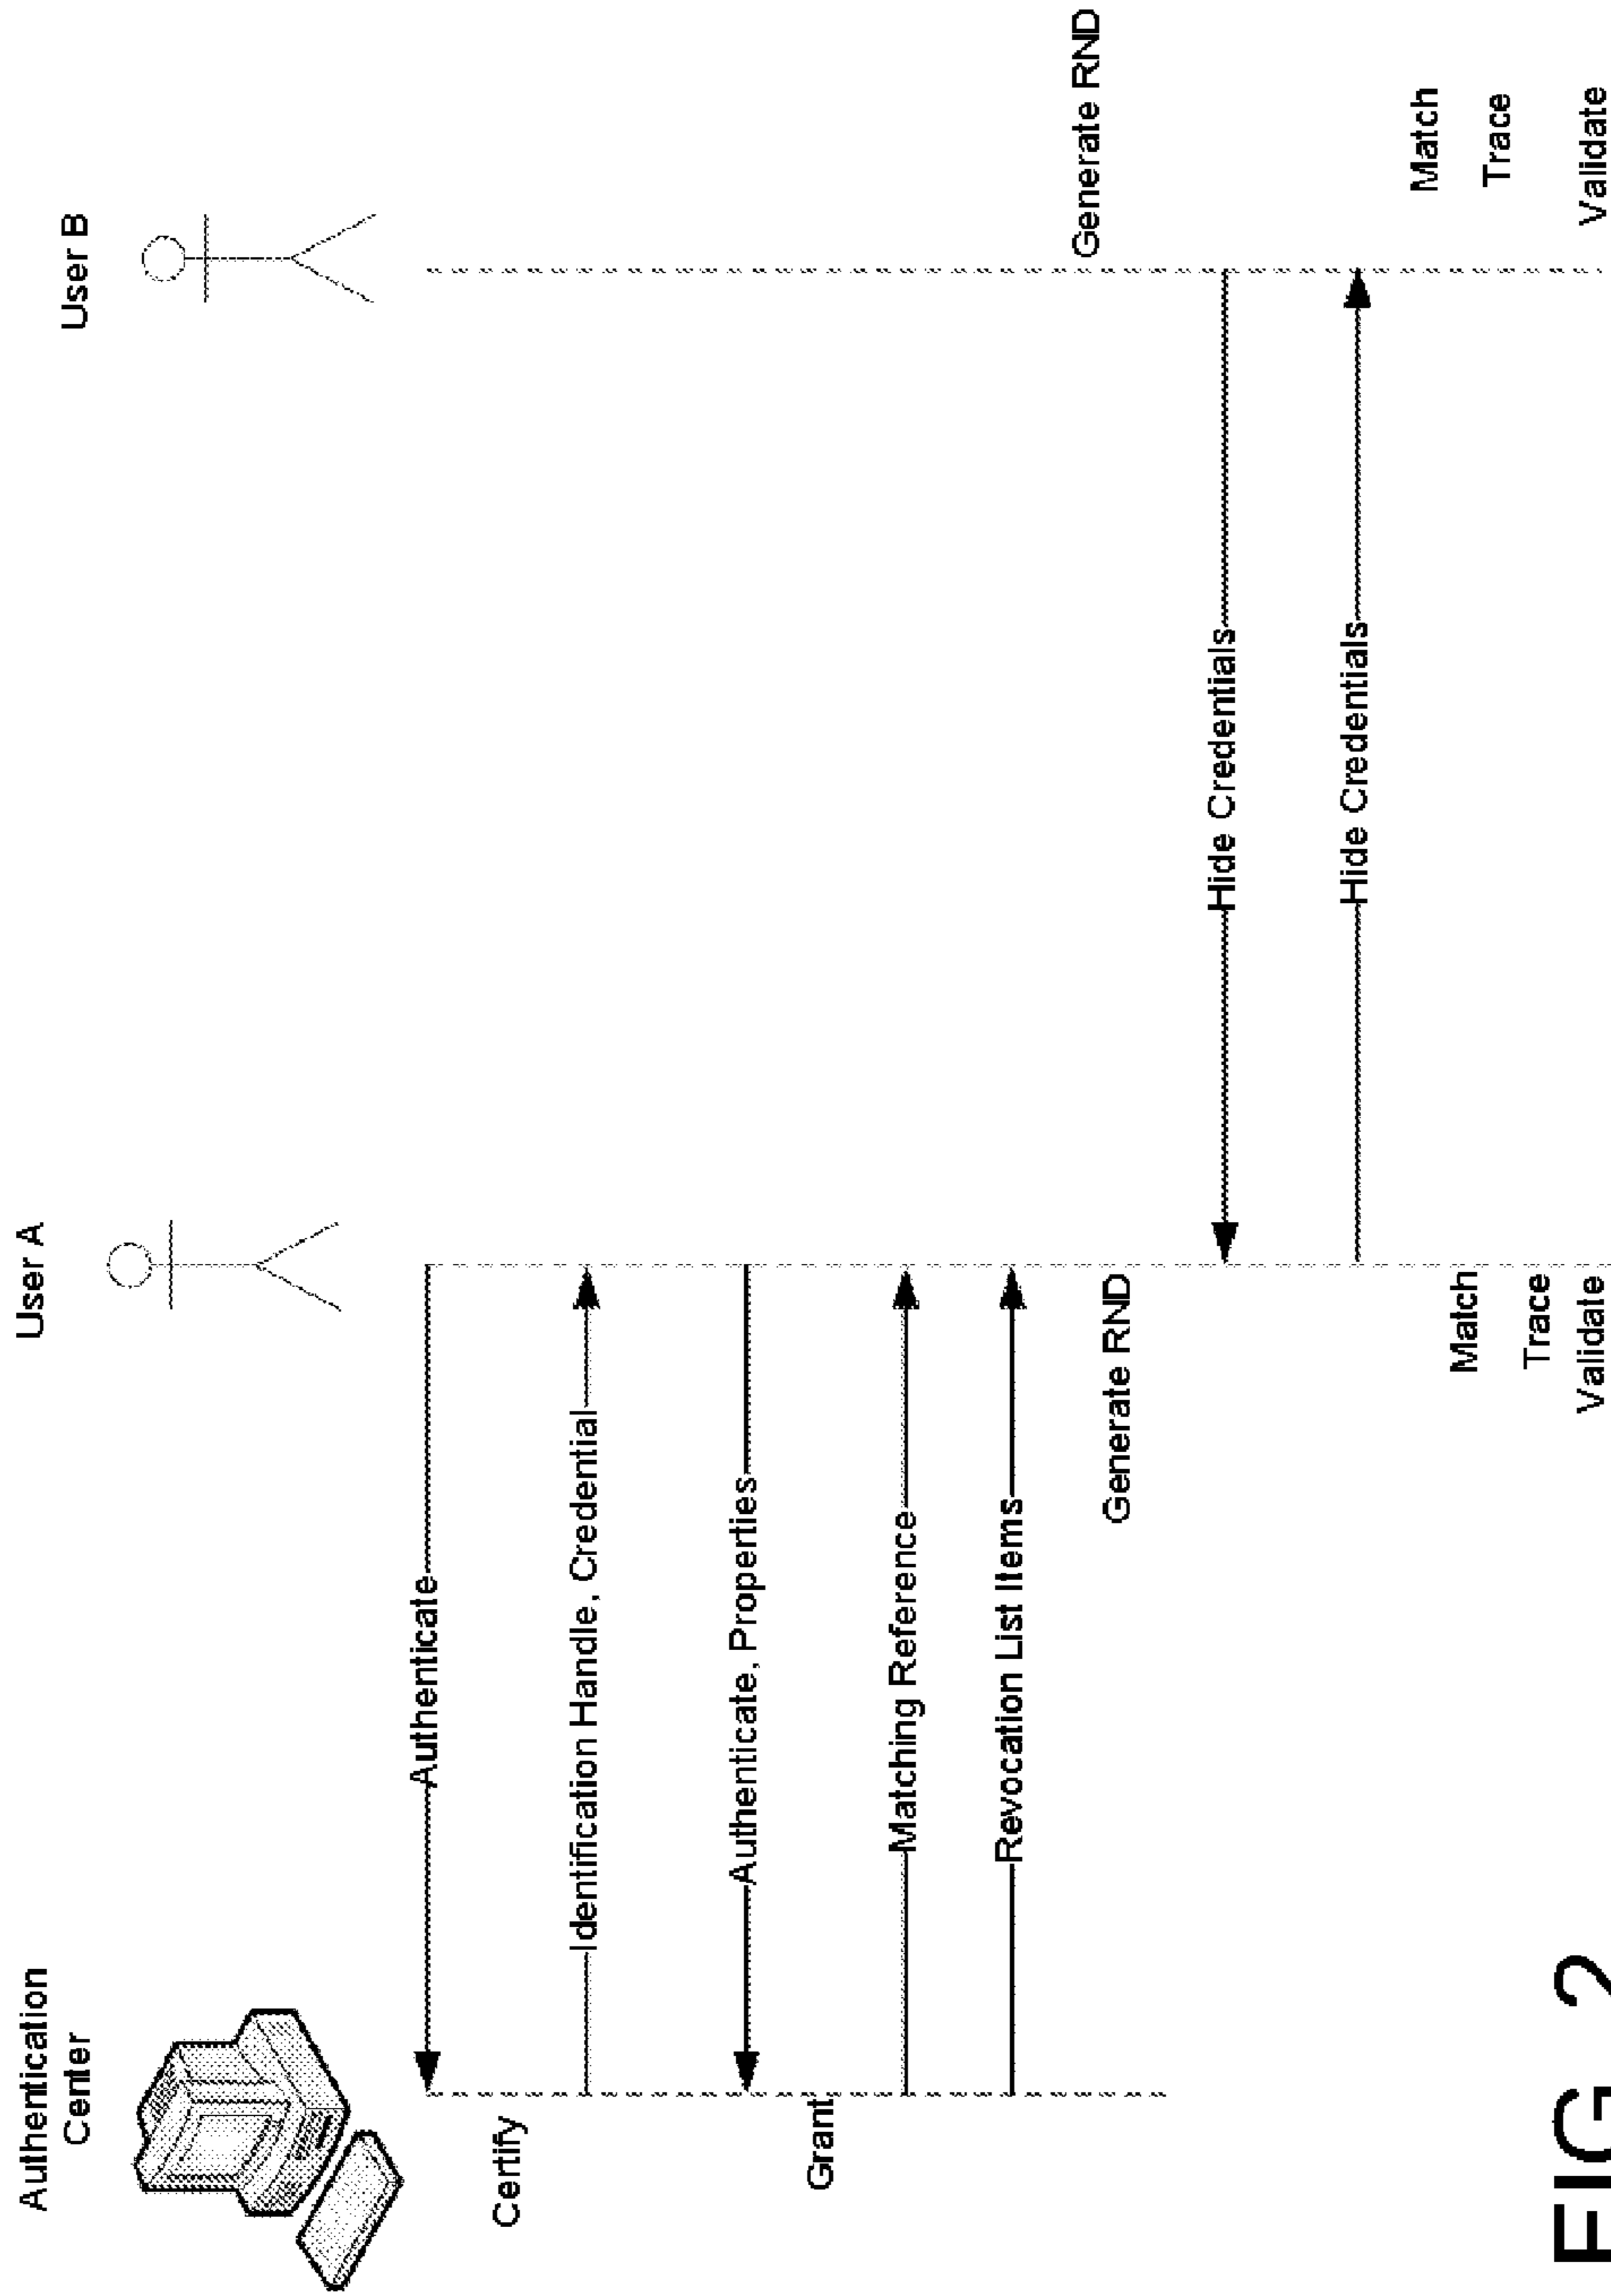 Authentication
Center
User A
User B
Authenticate
Certify
Identification Handle, Credential
Authenticate, Properties
Grant
Matching Reference
Revocation List Items
Generate RND
Generate RND
Hide Credentials
Hide Credentials
Match
Match
Trace
Trace
Validate
Validate
FIG 2